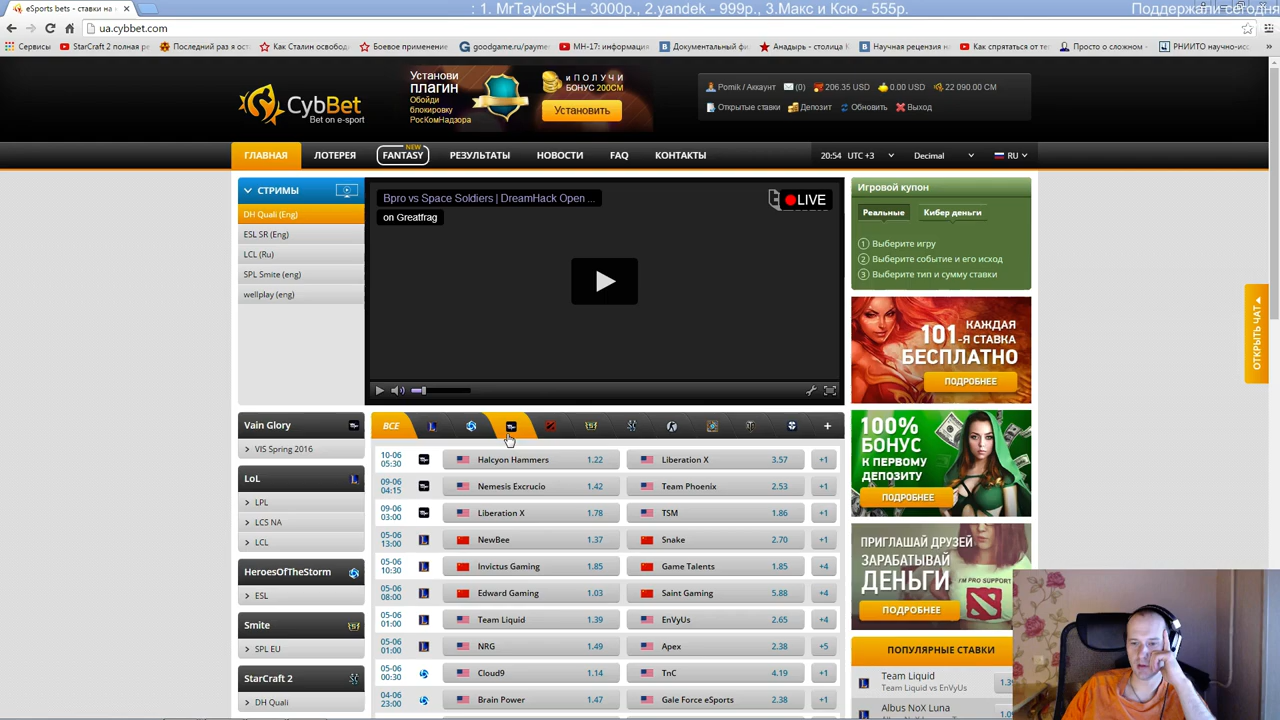 : 1. MrTaylorSH - 3000р., 2.yandek - 999р., 3.Макс и Ксю - 555р.
Поддержали сегодня
eSports bets - ставки на
ua.cybbet.com
Сервисы
StarCraft 2 полная ре
Последний раз я ост
Как Сталин освобод
Боевое применение
goodgame.ru/payme
МН-17: информация
Документальный фи
Анадырь - столица
Научная рецензия н
Как спрятаться от те
Просто о сложном -
РНИИТО научно-исс
CybBet
Bet on e-sport
Установи
плагин
Обойди
блокировку
РосКомНадзора
и ПОЛУЧИ
БОНУС 200CM
Установить
Pomik / Аккаунт (0) 206.35 USD 0.00 USD 22 090.00 CM
Открытые ставки Депозит Обновить Выход
ГЛАВНАЯ ЛОТЕРЕЯ FANTASY РЕЗУЛЬТАТЫ НОВОСТИ FAQ КОНТАКТЫ
NEW
20:54 UTC +3 Decimal RU
СТРИМЫ
DH Quali (Eng)
ESL SR (Eng)
LCL (Ru)
SPL Smite (eng)
wellplay (eng)
Bpro vs Space Soldiers | DreamHack Open ...
on Greatfrag
LIVE
Игровой купон
Реальные Кибер деньги
1 Выберите игру
2 Выберите событие и его исход
3 Выберите тип и сумму ставки
101-я КАЖДАЯ
СТАВКА
БЕСПЛАТНО
ПОДРОБНЕЕ
100%
БОНУС
К ПЕРВОМУ
ДЕПОЗИТУ
ПОДРОБНЕЕ
ПРИГЛАШАЙ ДРУЗЕЙ
ЗАРАБАТЫВАЙ
ДЕНЬГИ
I'M PRO SUPPORT
ПОДРОБНЕЕ
ОТКРЫТЬ ЧАТ
Vain Glory
VIS Spring 2016
LoL
LPL
LCS NA
LCL
HeroesOfTheStorm
ESL
Smite
SPL EU
StarCraft 2
DH Quali
ВСЕ +
10-06 05:30 Halcyon Hammers 1.22 Liberation X 3.57 +1
09-06 04:15 Nemesis Excrucio 1.42 Team Phoenix 2.53 +1
09-06 03:00 Liberation X 1.78 TSM 1.86 +1
05-06 13:00 NewBee 1.37 Snake 2.70 +1
05-06 10:30 Invictus Gaming 1.85 Game Talents 1.85 +4
05-06 08:00 Edward Gaming 1.03 Saint Gaming 5.88 +4
05-06 01:00 Team Liquid 1.39 EnVyUs 2.65 +4
05-06 01:00 NRG 1.49 Apex 2.38 +5
05-06 00:30 Cloud9 1.14 TnC 4.19 +1
04-06 23:00 Brain Power 1.47 Gale Force eSports 2.38 +1
ПОПУЛЯРНЫЕ СТАВКИ
Team Liquid
Team Liquid vs EnVyUs
Albus NoX Luna